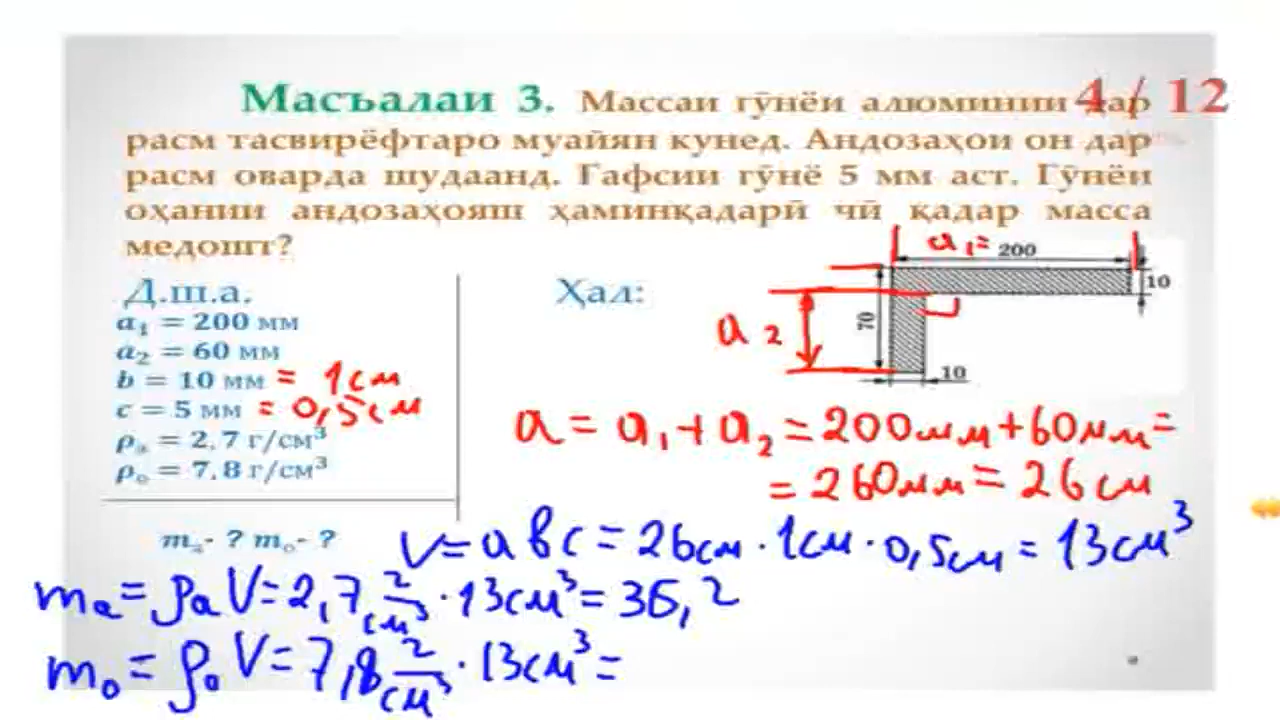 4 / 12
Масъалаи 3. Массаи гӯнёи алюминии дар
расм тасвирёфтаро муайян кунед. Андозаҳои он дар
расм оварда шудаанд. Ғафсии гӯнё 5 мм аст. Гӯнёи
оҳании андозаҳояш ҳаминқадарӣ чӣ қадар масса
медошт?
Д.ш.а.
a₁ = 200 мм
a₂ = 60 мм
b = 10 мм = 1см
c = 5 мм = 0,5см
ρₐ = 2,7 г/см³
ρₒ = 7,8 г/см³
mₐ- ? mₒ- ?
Ҳал:
a₁= 200
10
70
a₂
10
a = a₁ + a₂ = 200мм + 60мм =
= 260мм = 26см
V = abc = 26см · 1см · 0,5см = 13см³
mₐ = ρₐV = 2,7 г/см³ · 13см³ = 35, г
mₒ = ρₒV = 7,8 г/см³ · 13см³ =